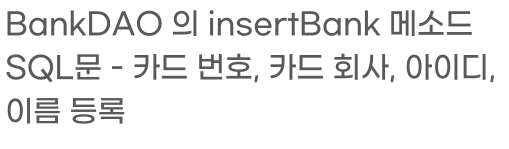 BankDAO 의 insertBank 메소드
SQL문 - 카드 번호, 카드 회사, 아이디,
이름 등록